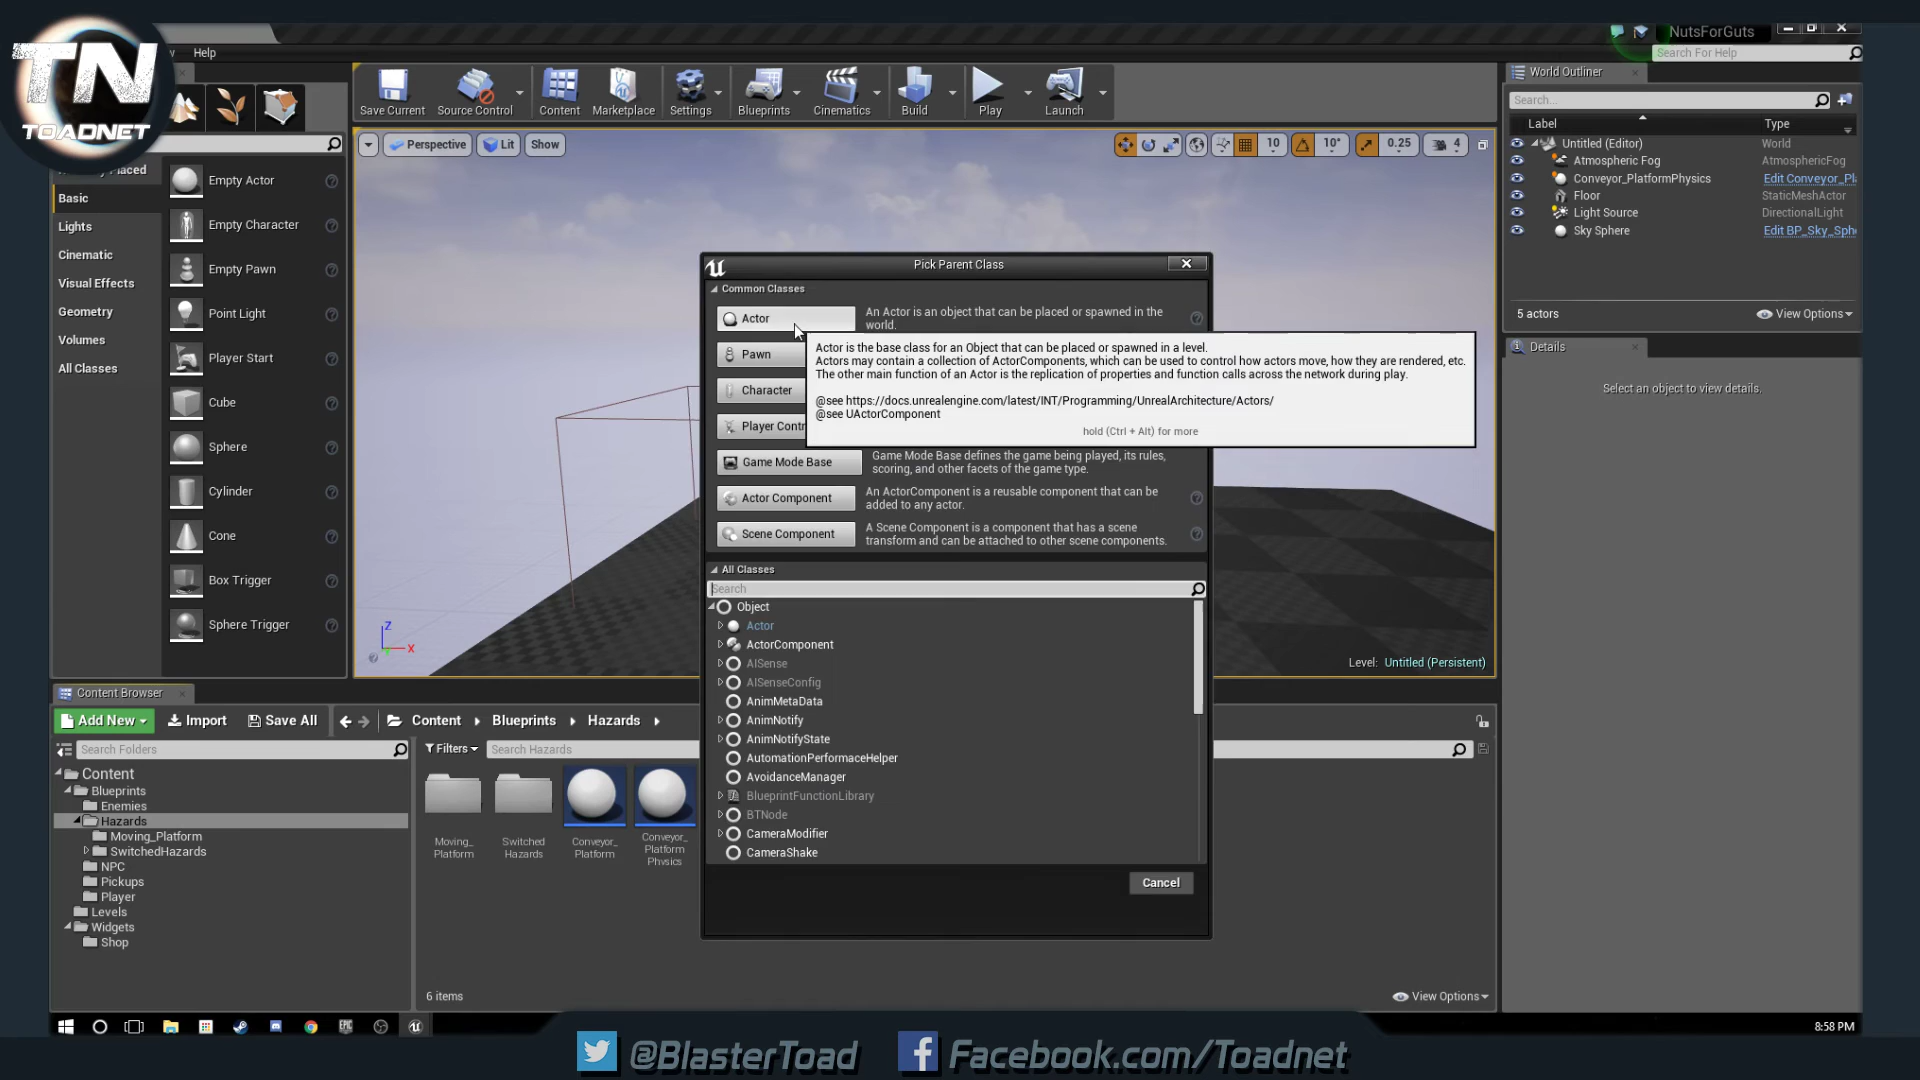 TN
TOADNET
Help
NutsForGuts
Search For Help
Save Current
Source Control
Content
Marketplace
Settings
Blueprints
Cinematics
Build
Play
Launch
World Outliner
Search...
Label
Type
Untitled (Editor)
World
Atmospheric Fog
AtmosphericFog
Conveyor_PlatformPhysics
Edit Conveyor_Pl
Floor
StaticMeshActor
Light Source
DirectionalLight
Sky Sphere
Edit BP_Sky_Sph
5 actors
View Options
Details
Select an object to view details.
Perspective
Lit
Show
10
10°
0.25
4
Placed
Basic
Lights
Cinematic
Visual Effects
Geometry
Volumes
All Classes
Empty Actor
Empty Character
Empty Pawn
Point Light
Player Start
Cube
Sphere
Cylinder
Cone
Box Trigger
Sphere Trigger
Z
X
Level: Untitled (Persistent)
Pick Parent Class
Common Classes
Actor
An Actor is an object that can be placed or spawned in the
world.
Pawn
Character
Player Contr
Actor is the base class for an Object that can be placed or spawned in a level.
Actors may contain a collection of ActorComponents, which can be used to control how actors move, how they are rendered, etc.
The other main function of an Actor is the replication of properties and function calls across the network during play.
@see https://docs.unrealengine.com/latest/INT/Programming/UnrealArchitecture/Actors/
@see UActorComponent
hold (Ctrl + Alt) for more
Game Mode Base
Game Mode Base defines the game being played, its rules,
scoring, and other facets of the game type.
Actor Component
An ActorComponent is a reusable component that can be
added to any actor.
Scene Component
A Scene Component is a component that has a scene
transform and can be attached to other scene components.
All Classes
Search
Object
Actor
ActorComponent
AISense
AISenseConfig
AnimMetaData
AnimNotify
AnimNotifyState
AutomationPerformaceHelper
AvoidanceManager
BlueprintFunctionLibrary
BTNode
CameraModifier
CameraShake
Cancel
Content Browser
Add New
Import
Save All
Content
Blueprints
Hazards
Search Folders
Filters
Search Hazards
Content
Blueprints
Enemies
Hazards
Moving_Platform
SwitchedHazards
NPC
Pickups
Player
Levels
Widgets
Shop
Moving_
Platform
Switched
Hazards
Conveyor_
Platform
Conveyor_
Platform
Physics
6 items
View Options
8:58 PM
@BlasterToad
Facebook.com/Toadnet